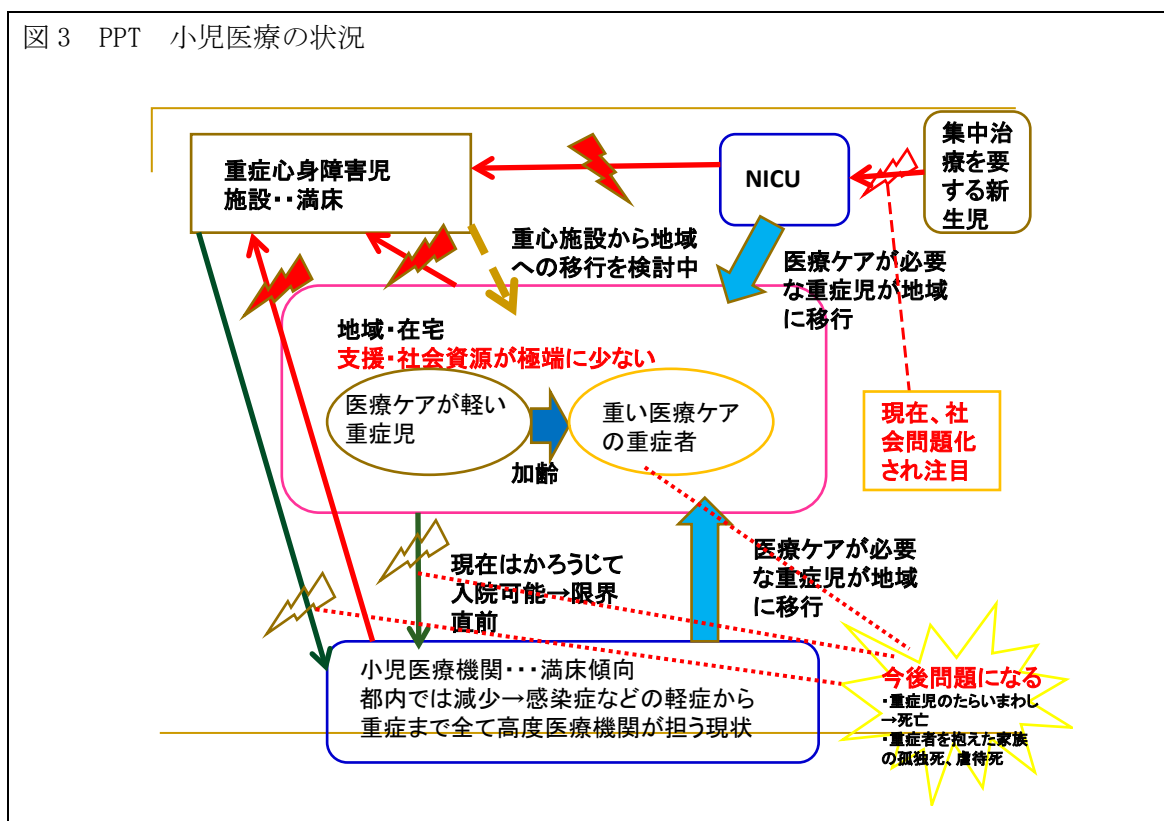 図3　PPT　小児医療の状況
重症心身障害児
施設・・満床
NICU
集中治
療を要
する新
生児
重心施設から地域
への移行を検討中
医療ケアが必要
な重症児が地域
に移行
地域・在宅
支援・社会資源が極端に少ない
医療ケアが軽い
重症児
重い医療ケア
の重症者
加齢
現在、社
会問題化
され注目
現在はかろうじて
入院可能→限界
直前
医療ケアが必要
な重症児が地域
に移行
小児医療機関・・・満床傾向
都内では減少→感染症などの軽症から
重症まで全て高度医療機関が担う現状
今後問題になる
・重症児のたらいまわし
→死亡
・重症者を抱えた家族
の孤独死、虐待死